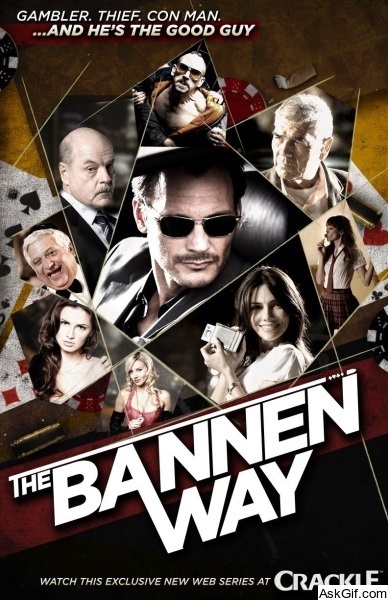 GAMBLER. THIEF. CON MAN.
...AND HE'S THE GOOD GUY
THE BANNEN
WAY
WATCH THIS EXCLUSIVE NEW WEB SERIES AT CRACKLE
AskGif.com